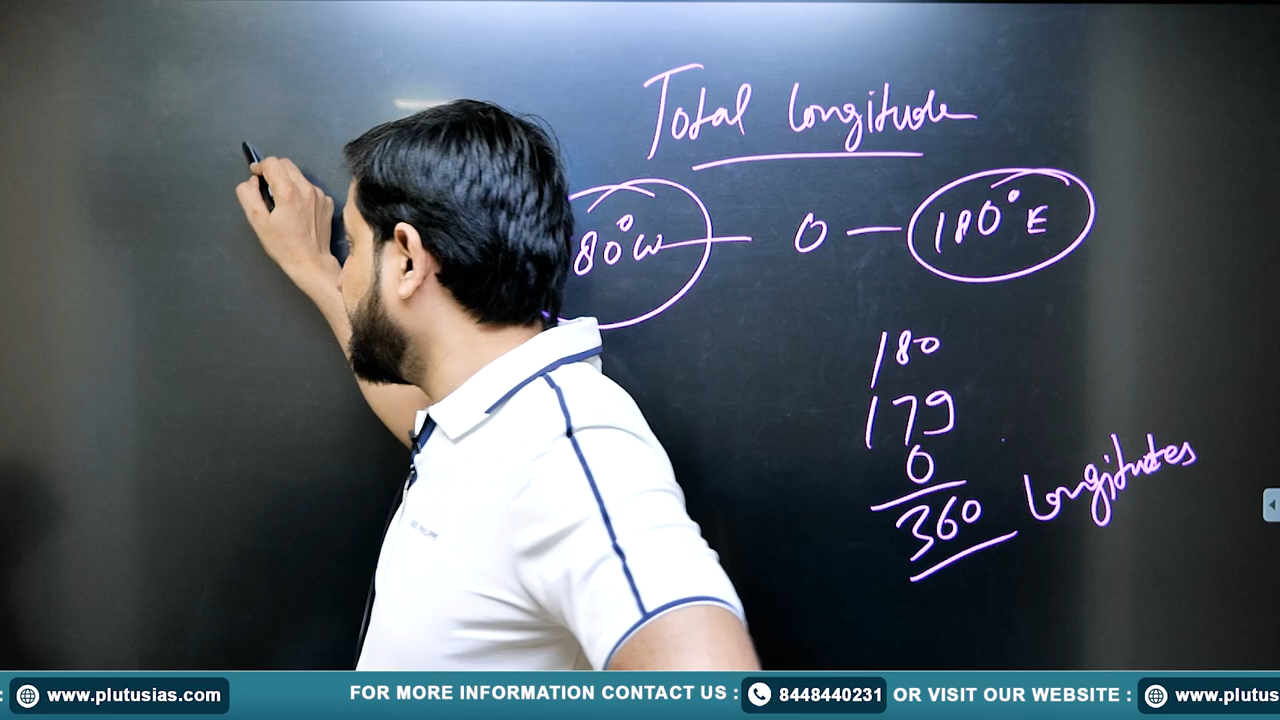 Total longitude
80°W — 0 — 180°E
180
179
0
360 longitutes
: www.plutusias.com FOR MORE INFORMATION CONTACT US : 8448440231 OR VISIT OUR WEBSITE : www.plutus